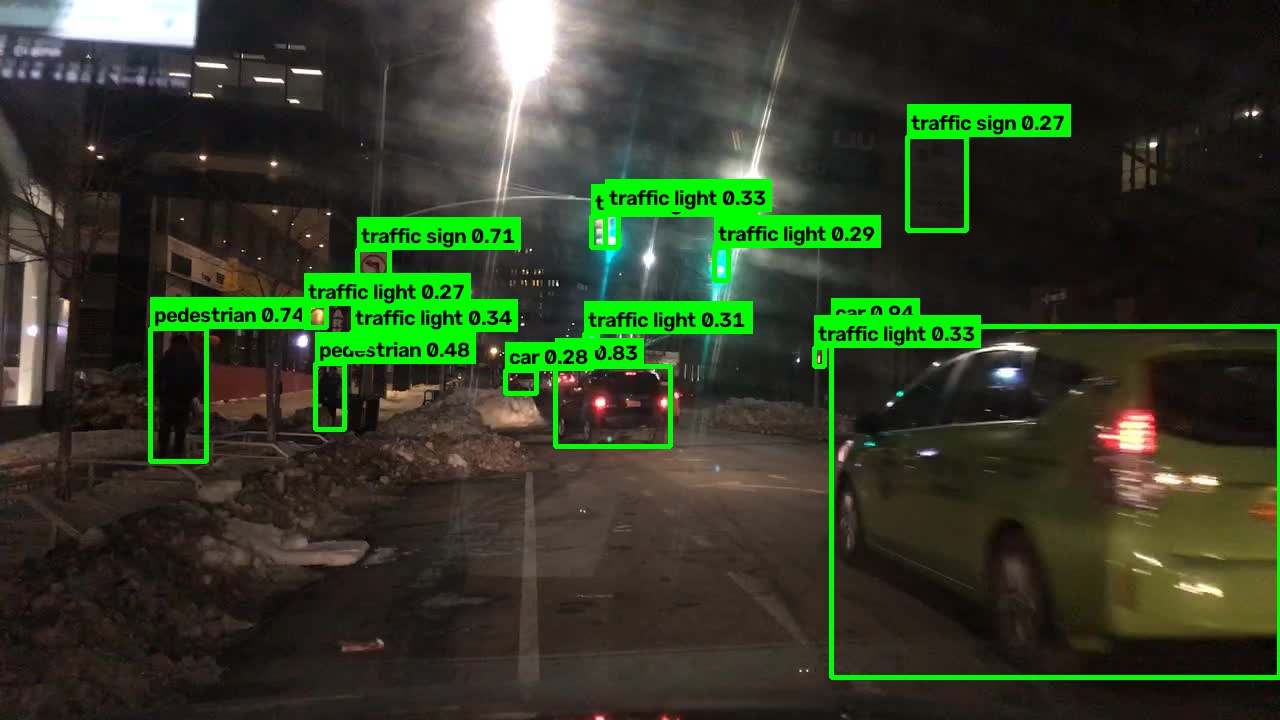 traffic sign 0.27
traffic light 0.33
traffic light 0.29
traffic sign 0.71
traffic light 0.27
traffic light 0.34
traffic light 0.31
pedestrian 0.74
car 0.94
traffic light 0.33
pedestrian 0.48
car 0.28
0.83